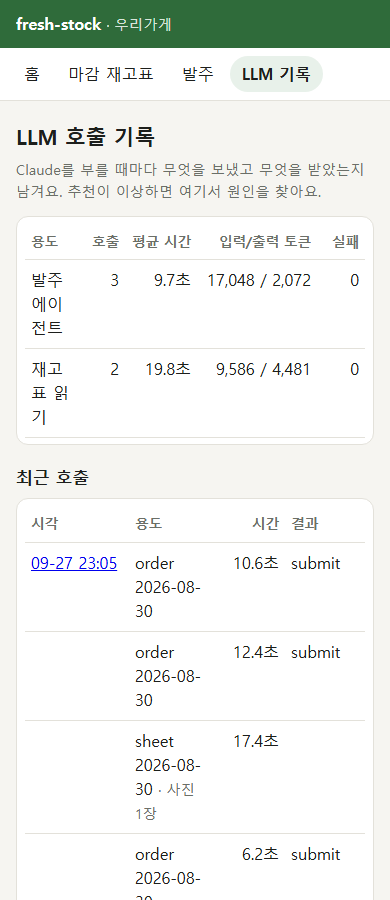 fresh-stock · 우리가게
홈 마감 재고표 발주 LLM 기록
LLM 호출 기록
Claude를 부를 때마다 무엇을 보냈고 무엇을 받았는지
남겨요. 추천이 이상하면 여기서 원인을 찾아요.
용도 호출 평균 시간 입력/출력 토큰 실패
발주 3 9.7초 17,048 / 2,072 0
에이
전트
재고 2 19.8초 9,586 / 4,481 0
표 읽
기
최근 호출
시각 용도 시간 결과
09-27 23:05 order 10.6초 submit
2026-08-
30
order 12.4초 submit
2026-08-
30
sheet 17.4초
2026-08-
30 · 사진
1장
order 6.2초 submit
2026-08-